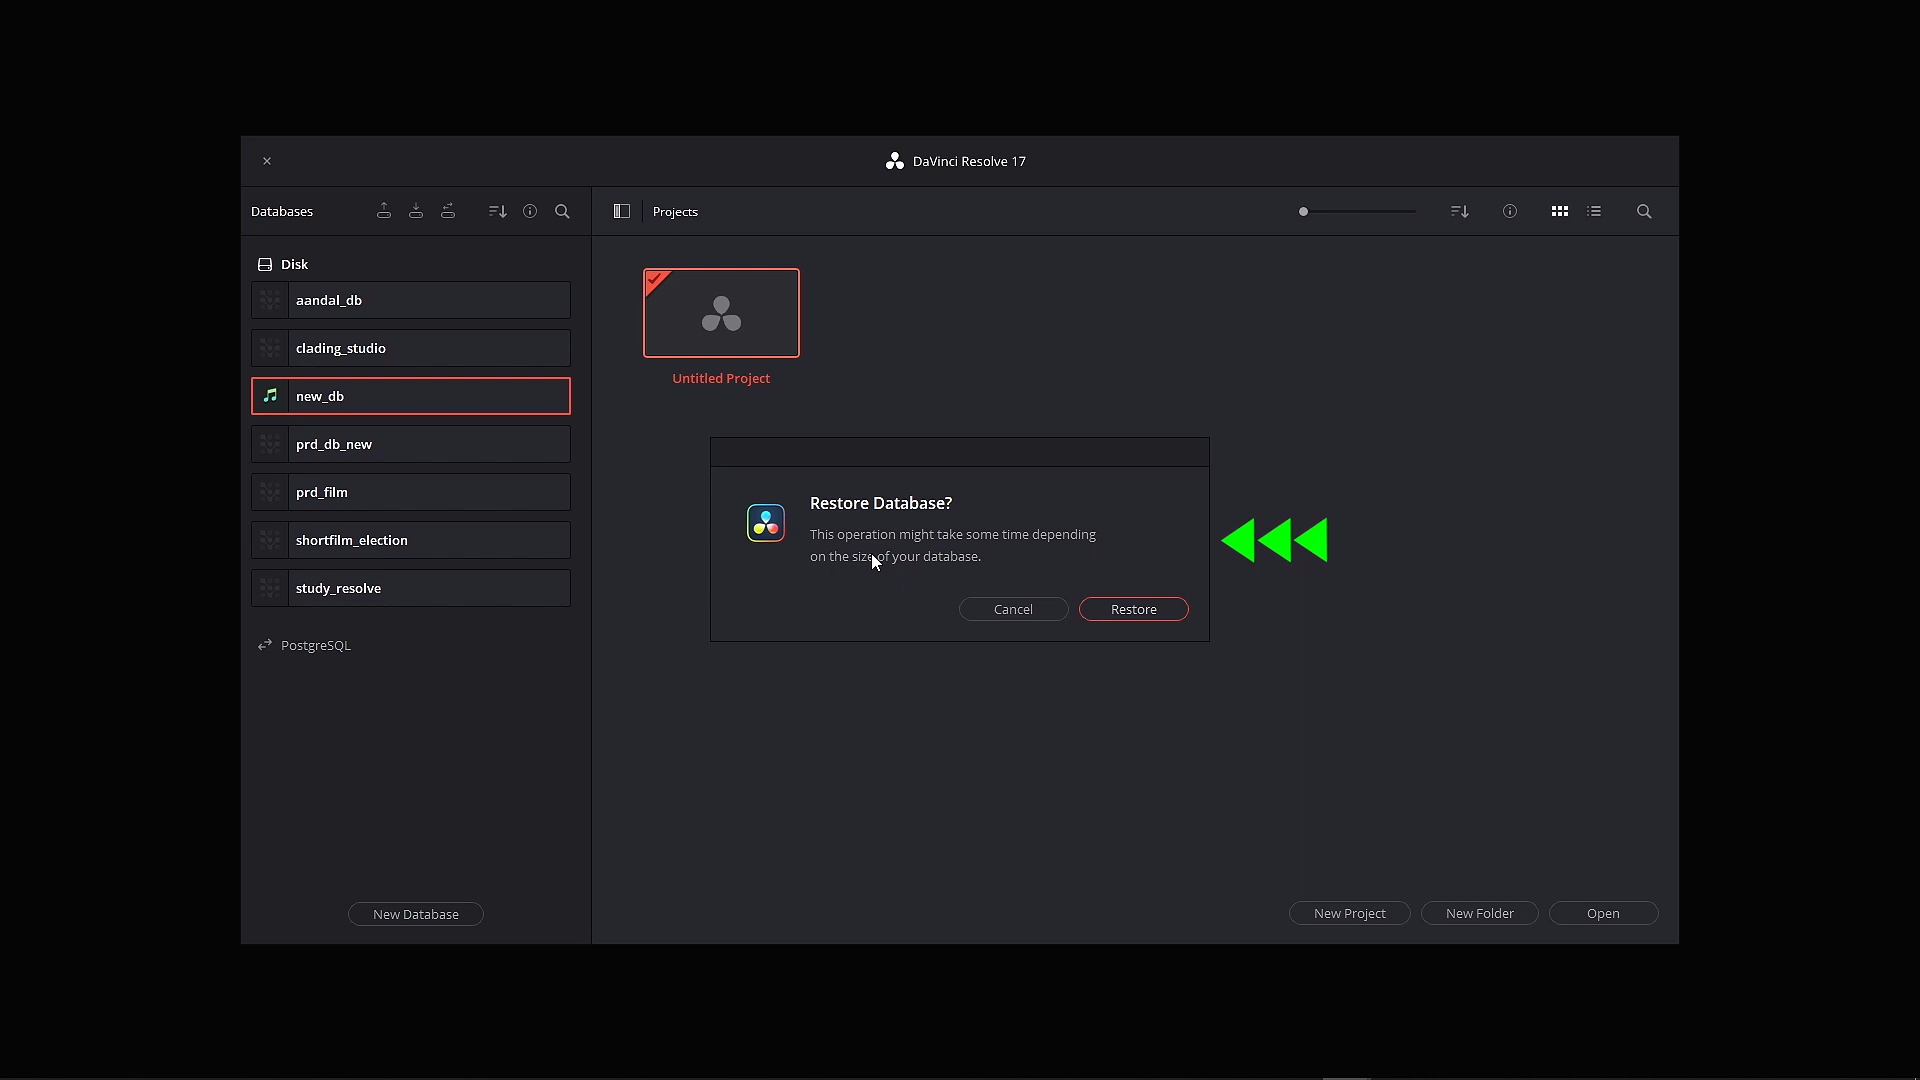 DaVinci Resolve 17
Databases
Projects
Disk
aandal_db
clading_studio
new_db
prd_db_new
prd_film
shortfilm_election
study_resolve
PostgreSQL
Untitled Project
Restore Database?
This operation might take some time depending
on the size of your database.
Cancel
Restore
New Database
New Project
New Folder
Open